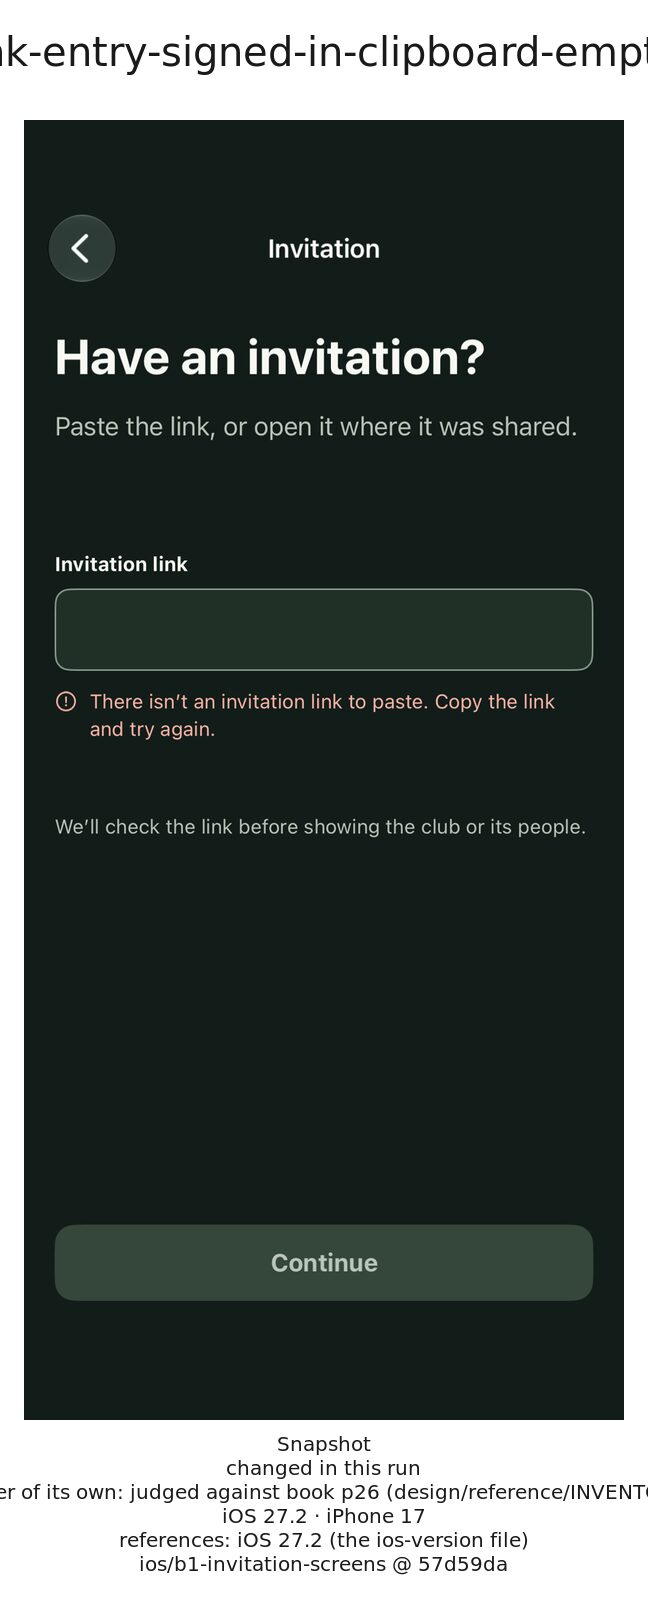 k-entry-signed-in-clipboard-empt
Invitation
Have an invitation?
Paste the link, or open it where it was shared.
Invitation link
There isn’t an invitation link to paste. Copy the link
and try again.
We’ll check the link before showing the club or its people.
Continue
Snapshot
changed in this run
er of its own: judged against book p26 (design/reference/INVENTO
iOS 27.2 · iPhone 17
references: iOS 27.2 (the ios-version file)
ios/b1-invitation-screens @ 57d59da